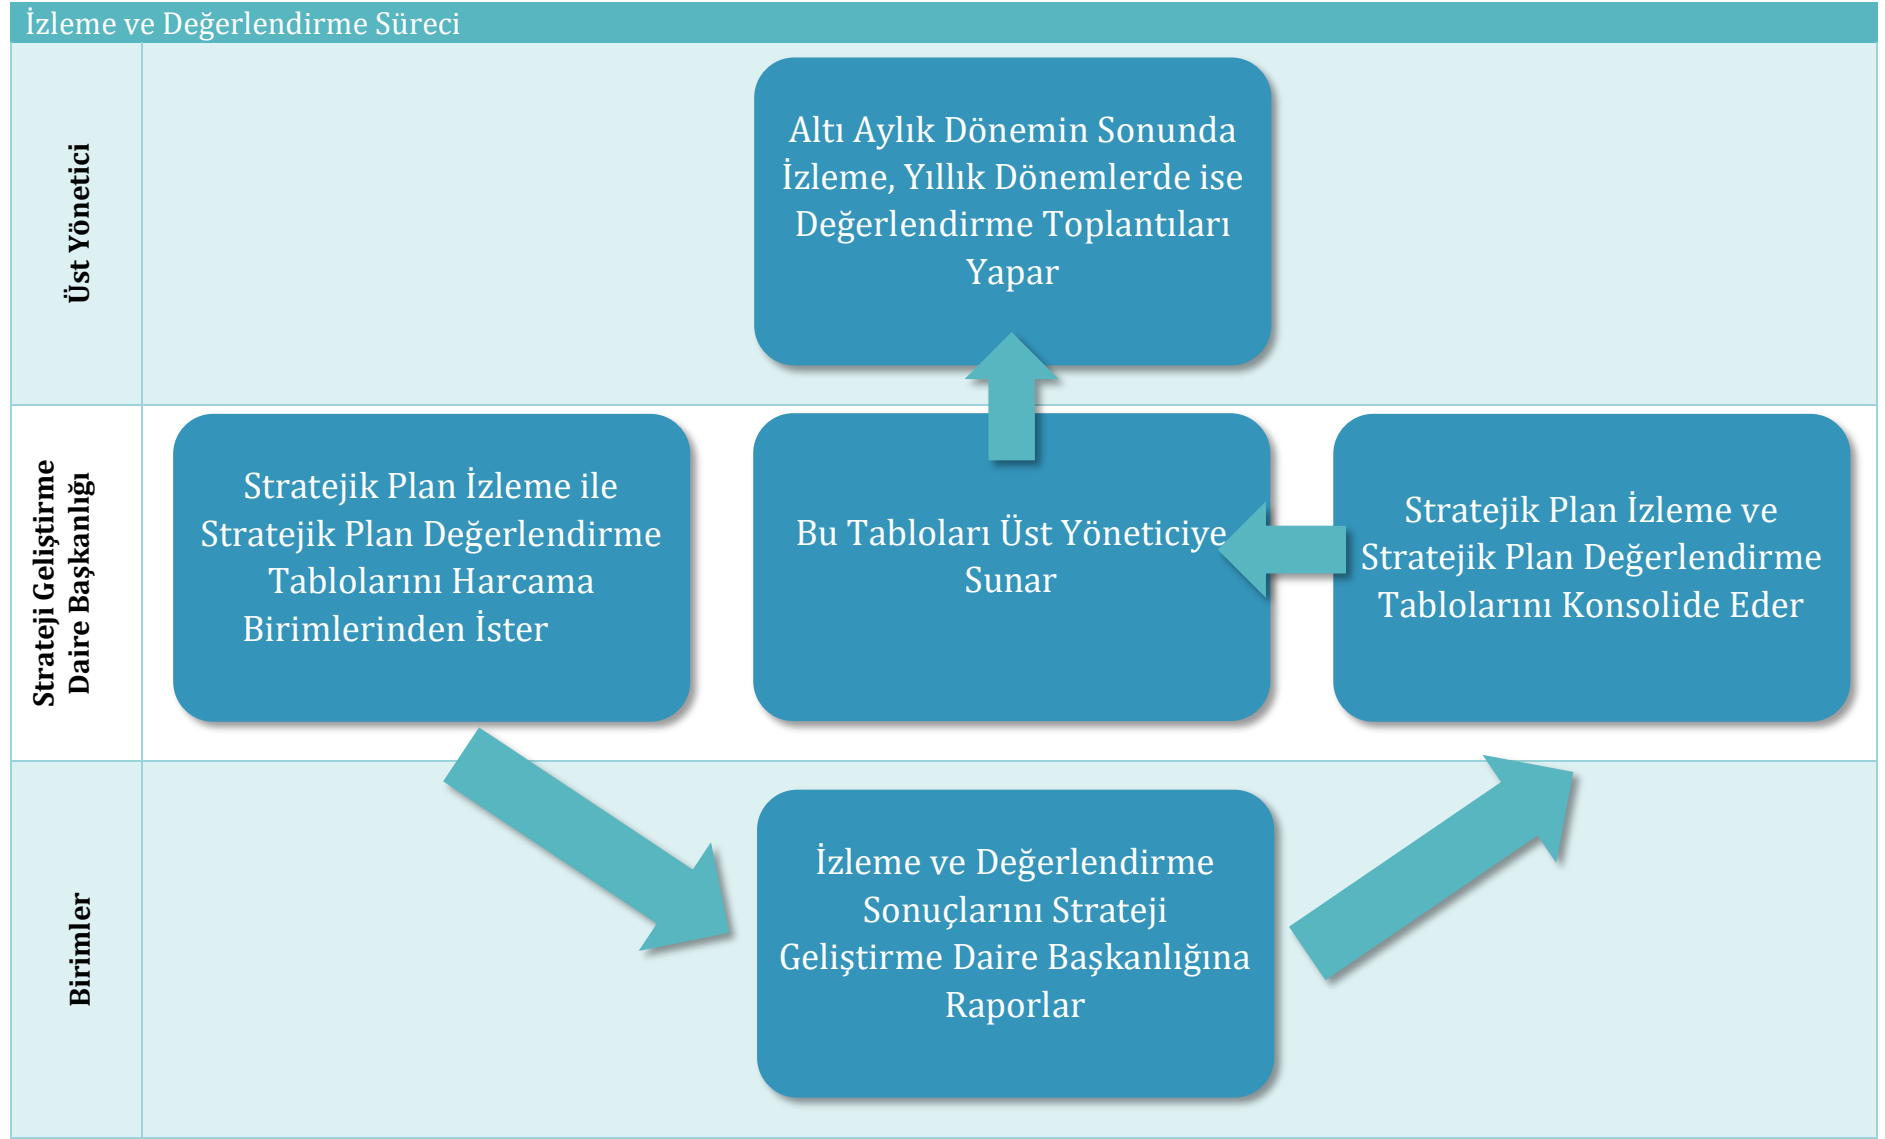 İzleme ve Değerlendirme Süreci
Üst Yönetici
Altı Aylık Dönemin Sonunda
İzleme, Yıllık Dönemlerde ise
Değerlendirme Toplantıları
Yapar
Strateji Geliştirme
Daire Başkanlığı
Stratejik Plan İzleme ile
Stratejik Plan Değerlendirme
Tablolarını Harcama
Birimlerinden İster
Bu Tabloları Üst Yöneticiye
Sunar
Stratejik Plan İzleme ve
Stratejik Plan Değerlendirme
Tablolarını Konsolide Eder
Birimler
İzleme ve Değerlendirme
Sonuçlarını Strateji
Geliştirme Daire Başkanlığına
Raporlar